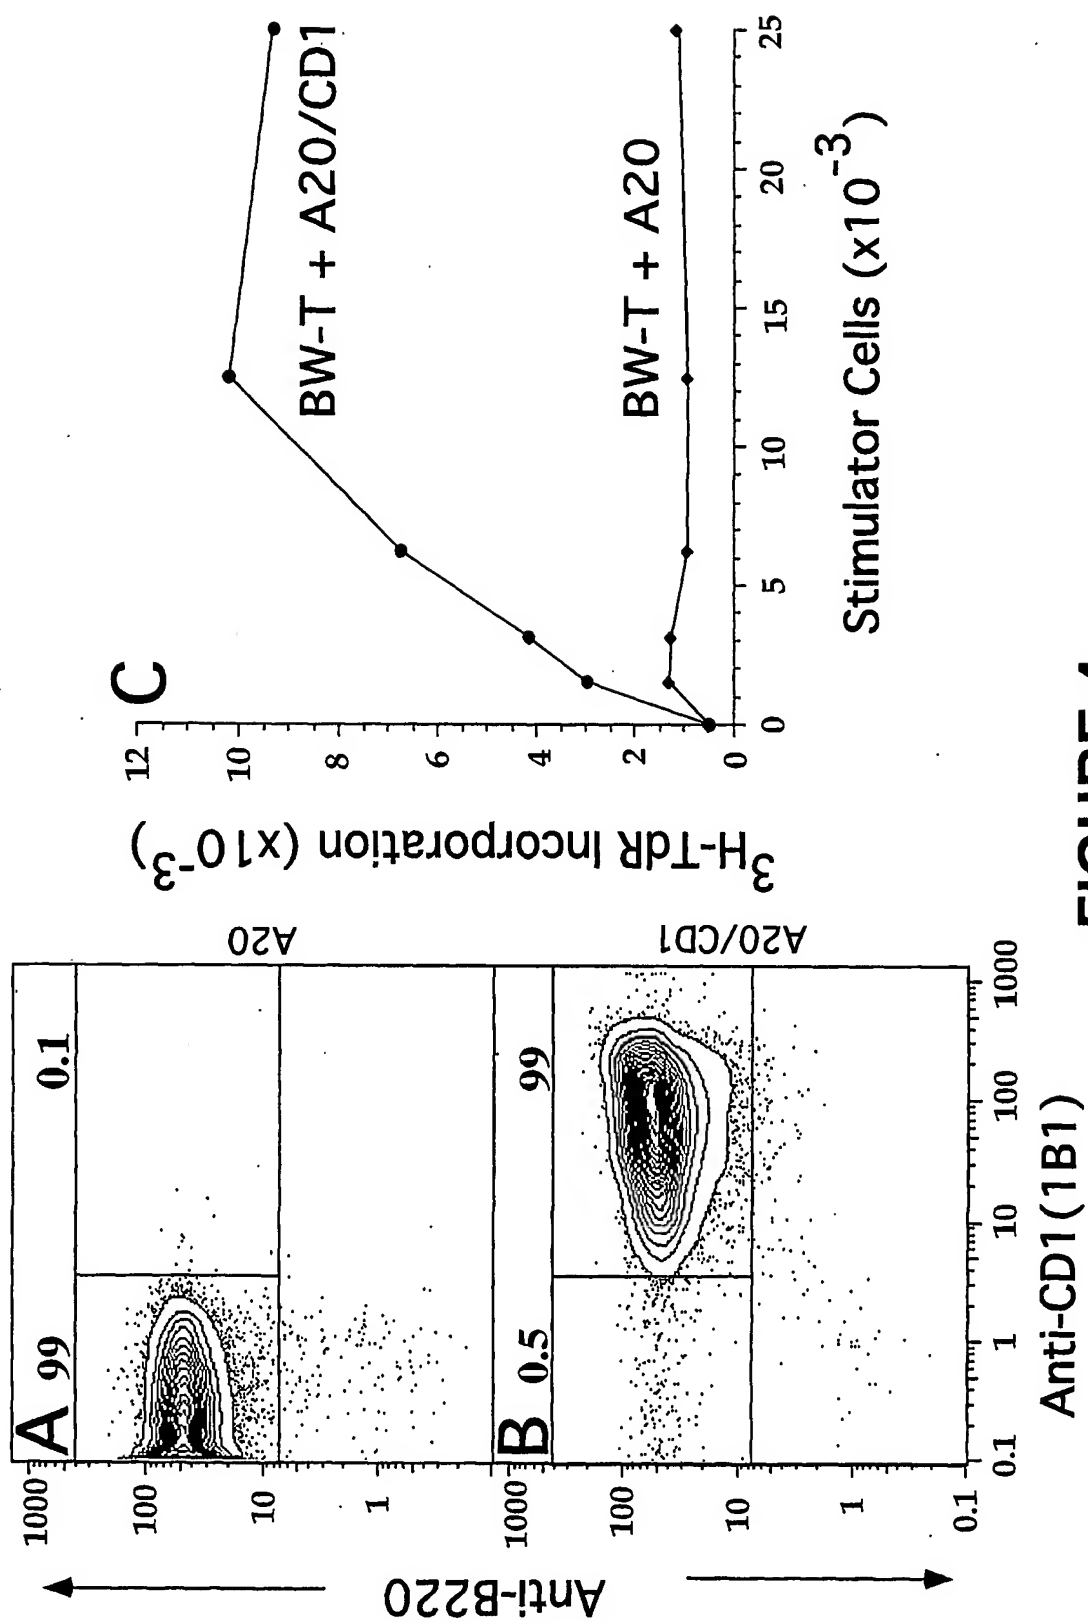 A 99 0.1
1000
100
10
1
A20
B 0.5 99
1000
100
10
1
0.1
A20/CD1
0.1 1 10 100 1000
Anti-B220
Anti-CD1(1B1)
C
12
10
8
6
4
2
0
³H-TdR Incorporation (x10⁻³)
BW-T + A20/CD1
BW-T + A20
0 5 10 15 20 25
Stimulator Cells (x10⁻³)